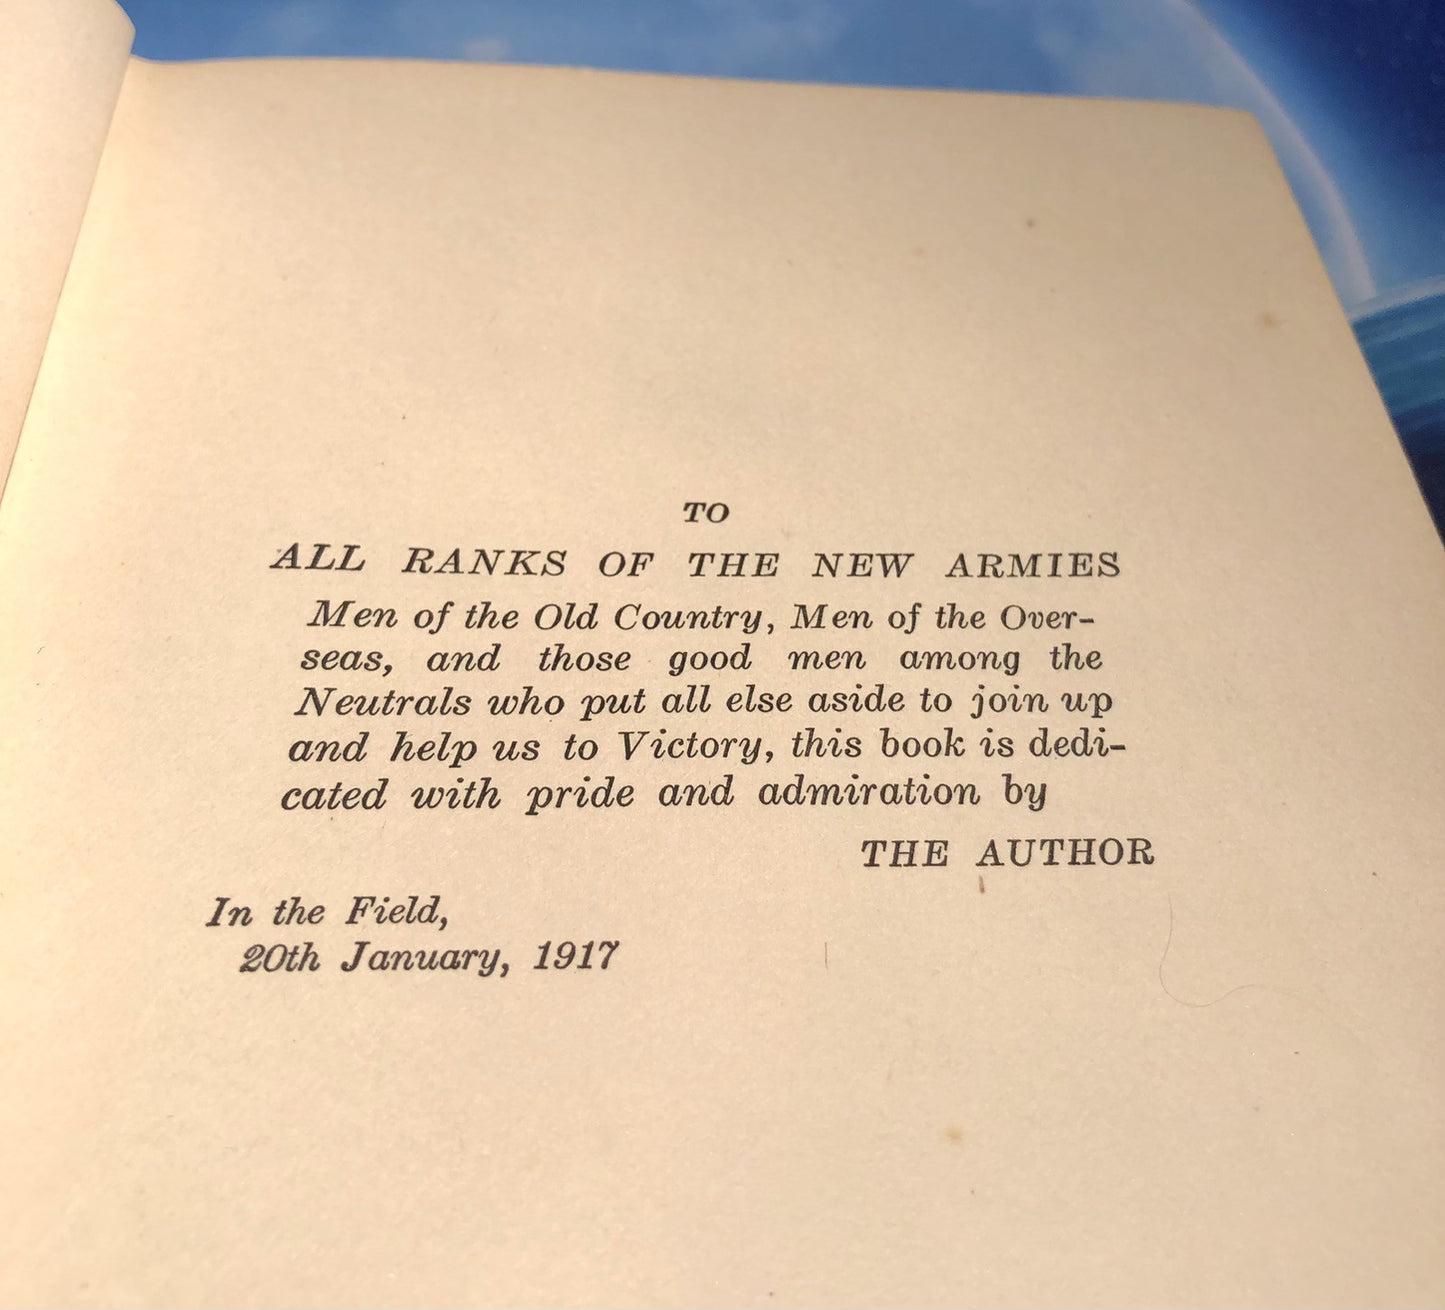 TO
ALL RANKS OF THE NEW ARMIES
Men of the Old Country, Men of the Over-
seas, and those good men among the
Neutrals who put all else aside to join up
and help us to Victory, this book is dedi-
cated with pride and admiration by
THE AUTHOR
In the Field,
20th January, 1917